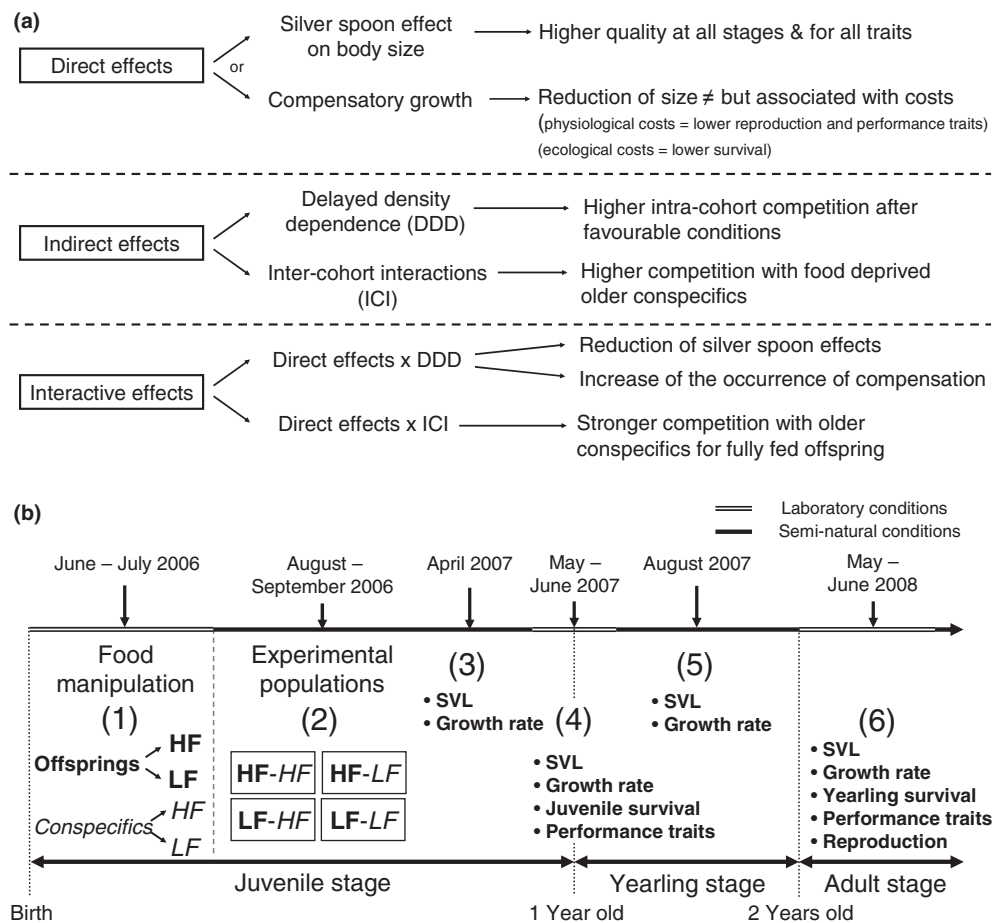 (a)
Direct effects
or
Silver spoon effect
on body size
Higher quality at all stages & for all traits
Compensatory growth
Reduction of size ≠ but associated with costs
(physiological costs = lower reproduction and performance traits)
(ecological costs = lower survival)
Indirect effects
Delayed density
dependence (DDD)
Higher intra-cohort competition after
favourable conditions
Inter-cohort interactions
(ICI)
Higher competition with food deprived
older conspecifics
Interactive effects
Direct effects x DDD
Reduction of silver spoon effects
Increase of the occurrence of compensation
Direct effects x ICI
Stronger competition with older
conspecifics for fully fed offspring
(b)
Laboratory conditions
Semi-natural conditions
June – July 2006
August –
September 2006
April 2007
May –
June 2007
August 2007
May –
June 2008
Food
manipulation
(1)
Offsprings
HF
LF
Conspecifics
HF
LF
Experimental
populations
(2)
HF-HF
HF-LF
LF-HF
LF-LF
(3)
• SVL
• Growth rate
(4)
• SVL
• Growth rate
• Juvenile survival
• Performance traits
(5)
• SVL
• Growth rate
(6)
• SVL
• Growth rate
• Yearling survival
• Performance traits
• Reproduction
Juvenile stage
Yearling stage
Adult stage
Birth
1 Year old
2 Years old